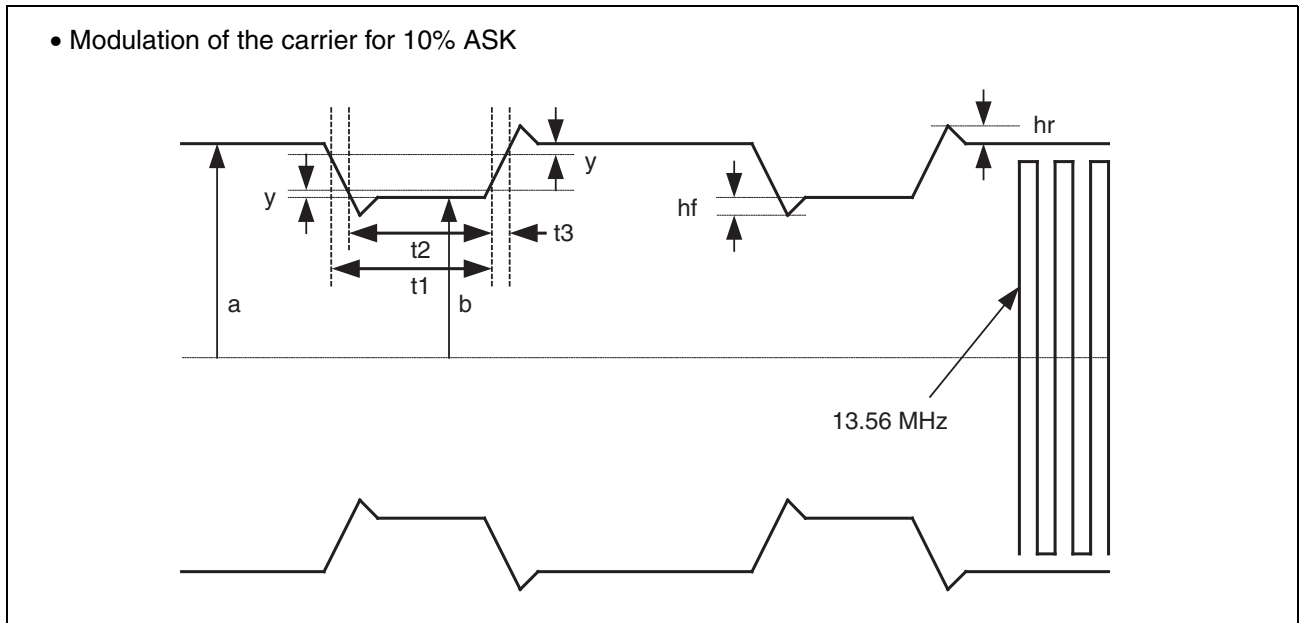 • Modulation of the carrier for 10% ASK
hr
y
y
hf
t3
t2
t1
a
b
13.56 MHz